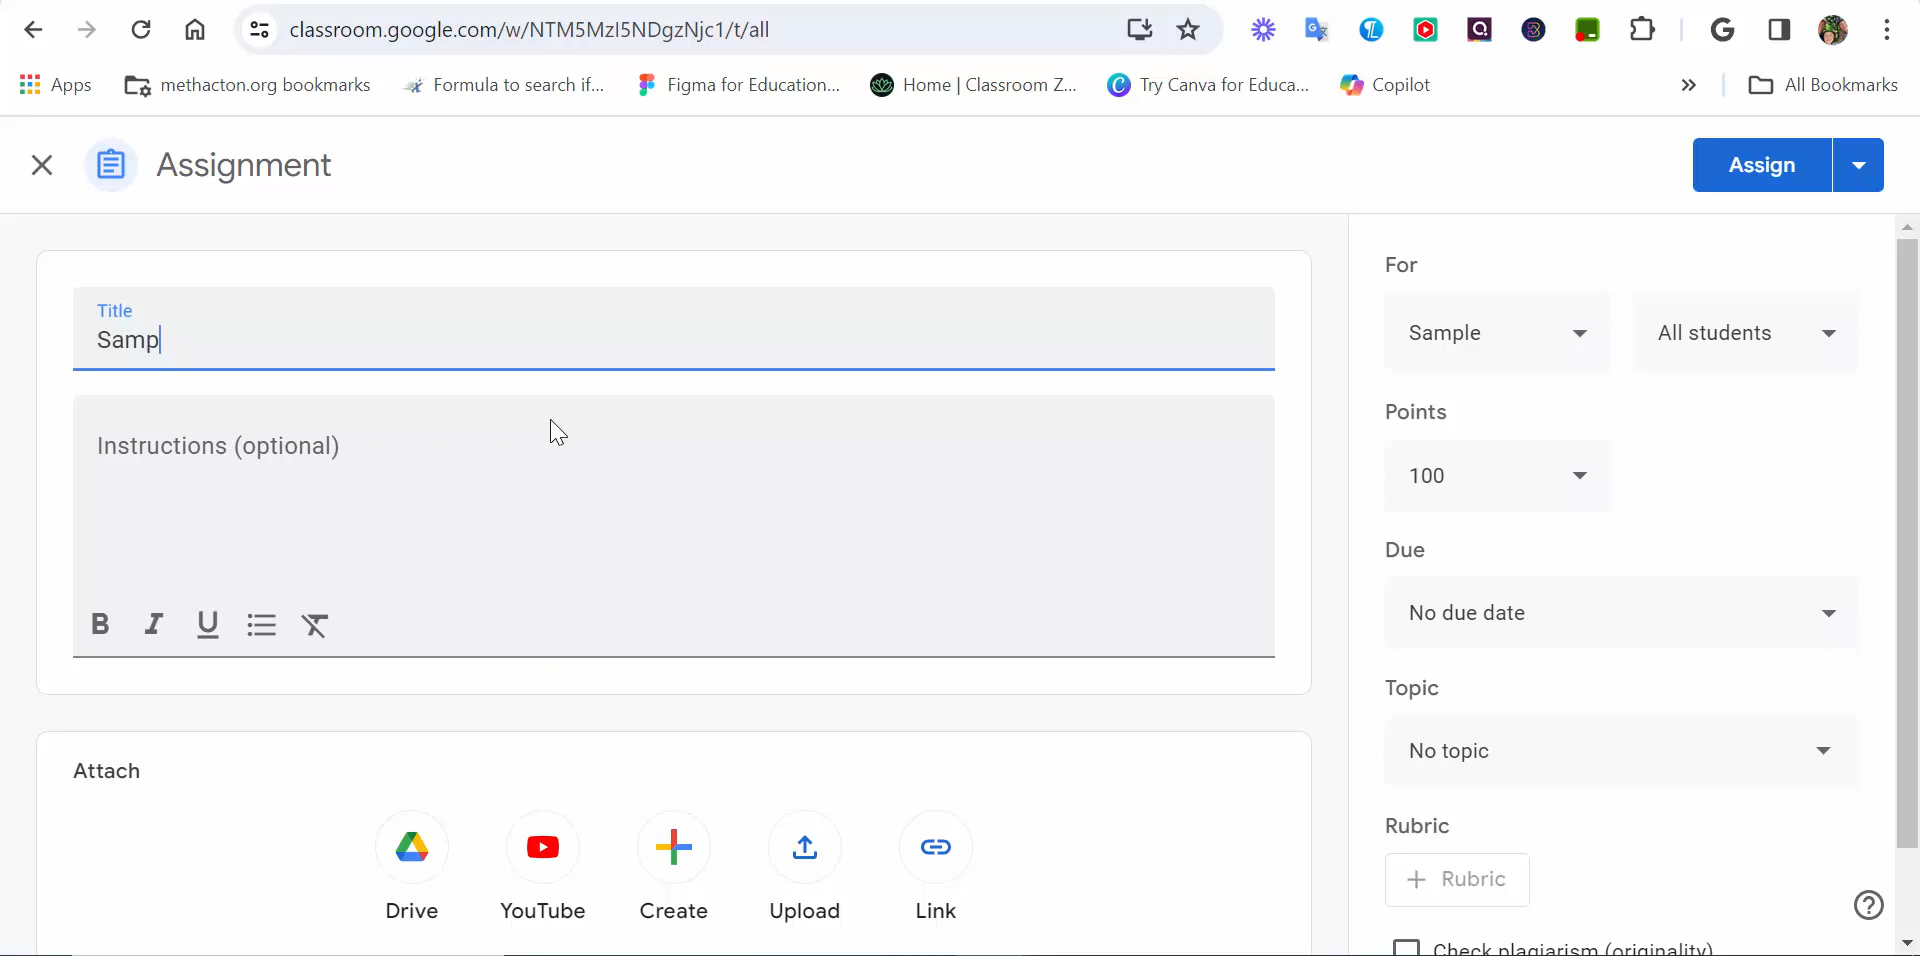 classroom.google.com/w/NTM5MzI5NDgzNjc1/t/all
Apps methacton.org bookmarks Formula to search if... Figma for Education... Home | Classroom Z... Try Canva for Educa... Copilot All Bookmarks
Assignment
Assign
Title
Samp
Instructions (optional)
B I U
Attach
Drive YouTube Create Upload Link
For
Sample All students
Points
100
Due
No due date
Topic
No topic
Rubric
Rubric
Check plagiarism (originality)